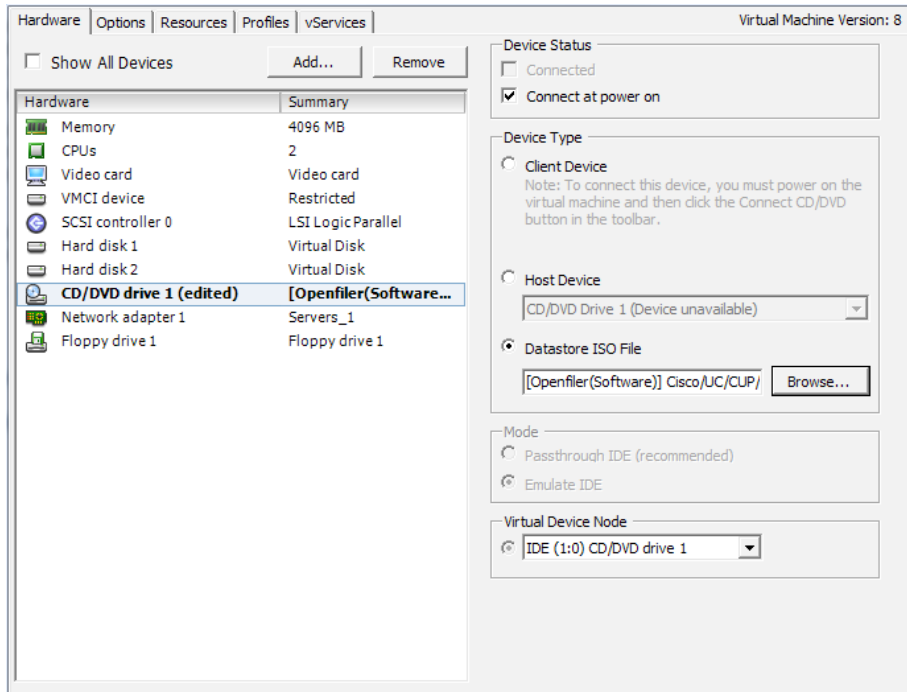 Hardware Options Resources Profiles vServices Virtual Machine Version: 8
Show All Devices Add... Remove
Hardware Summary
Memory 4096 MB
CPUs 2
Video card Video card
VMCI device Restricted
SCSI controller 0 LSI Logic Parallel
Hard disk 1 Virtual Disk
Hard disk 2 Virtual Disk
CD/DVD drive 1 (edited) [Openfiler(Software...
Network adapter 1 Servers_1
Floppy drive 1 Floppy drive 1
Device Status
Connected
Connect at power on
Device Type
Client Device
Note: To connect this device, you must power on the
virtual machine and then click the Connect CD/DVD
button in the toolbar.
Host Device
CD/DVD Drive 1 (Device unavailable)
Datastore ISO File
[Openfiler(Software)] Cisco/UC/CUP/ Browse...
Mode
Passthrough IDE (recommended)
Emulate IDE
Virtual Device Node
IDE (1:0) CD/DVD drive 1